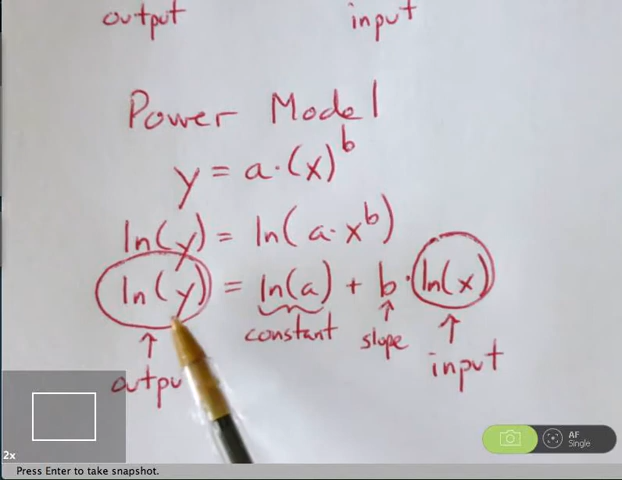 output input
Power Model
y = a·(x)^b
ln(y) = ln(a·x^b)
ln(y) = ln(a) + b·ln(x)
constant slope input
outpu
2x
AF
Single
Press Enter to take snapshot.